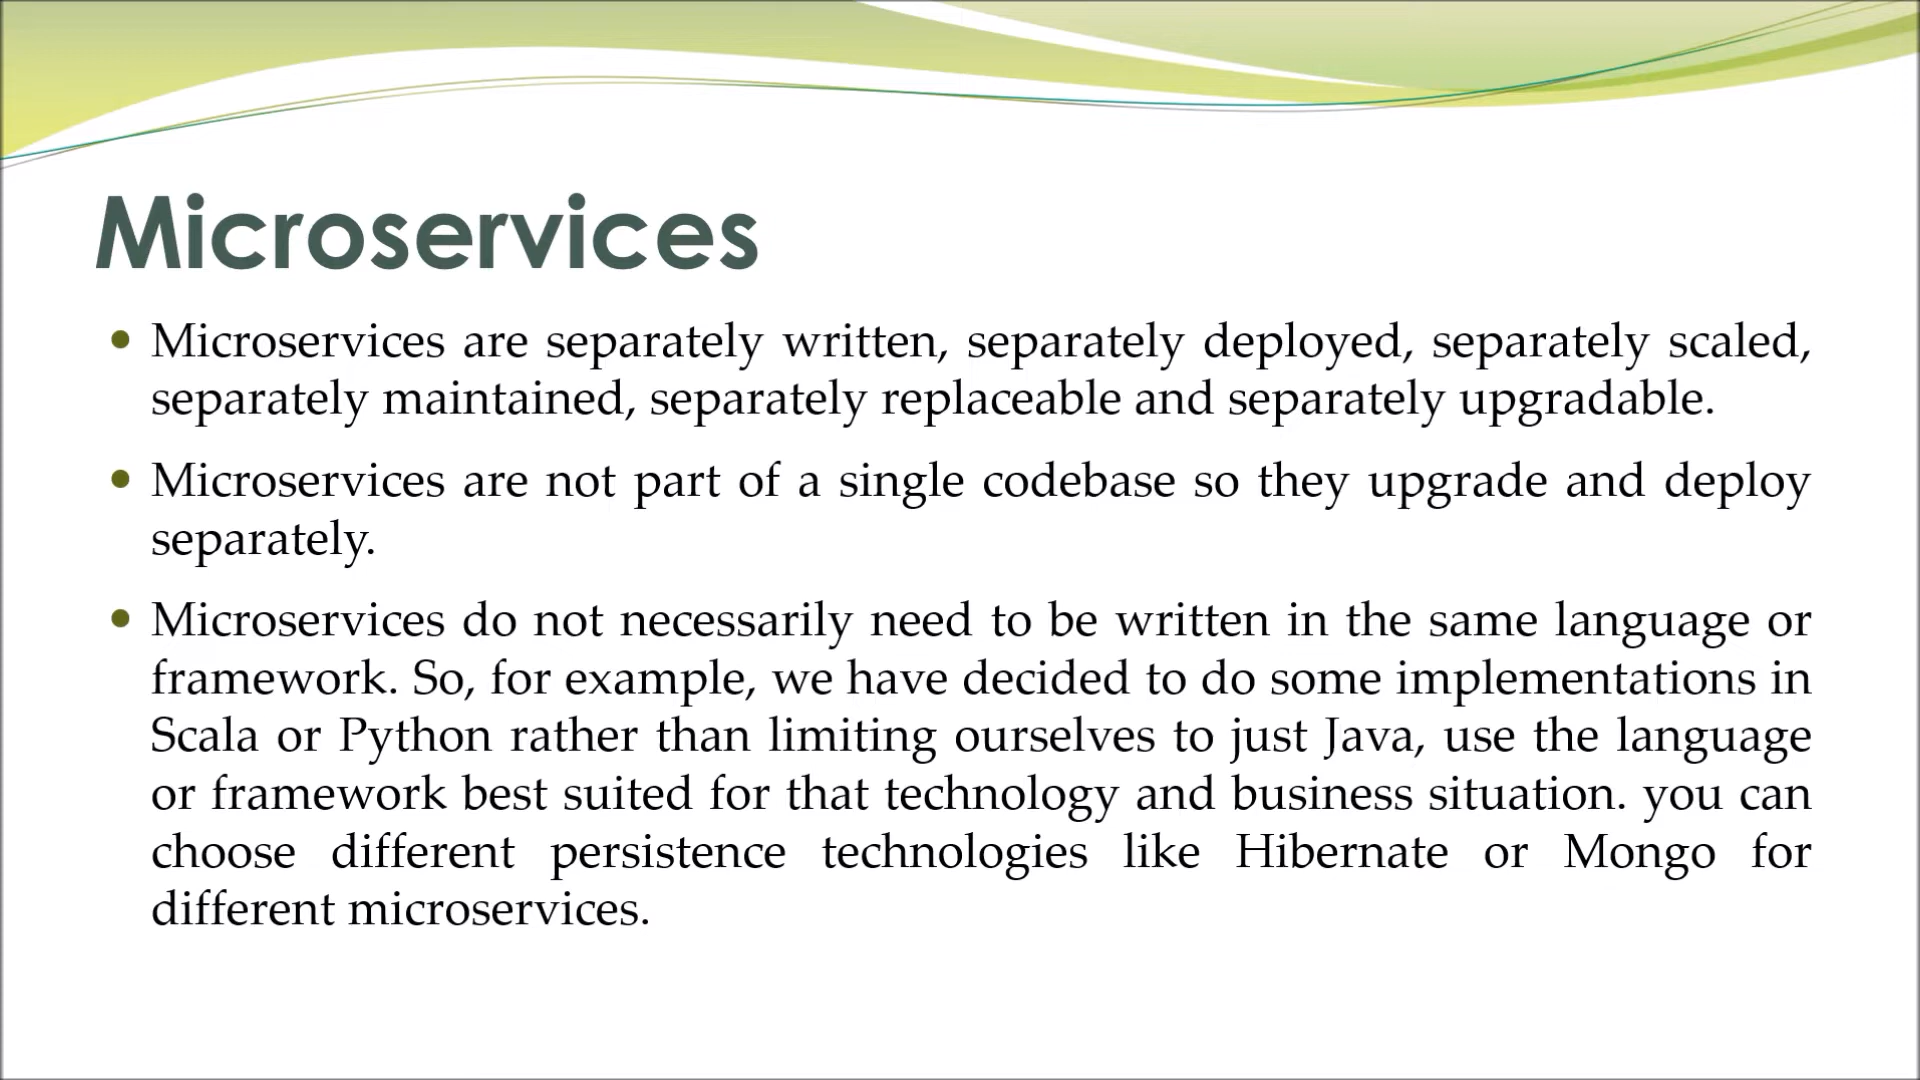 Microservices
• Microservices are separately written, separately deployed, separately scaled,
separately maintained, separately replaceable and separately upgradable.
• Microservices are not part of a single codebase so they upgrade and deploy
separately.
• Microservices do not necessarily need to be written in the same language or
framework. So, for example, we have decided to do some implementations in
Scala or Python rather than limiting ourselves to just Java, use the language
or framework best suited for that technology and business situation. you can
choose different persistence technologies like Hibernate or Mongo for
different microservices.